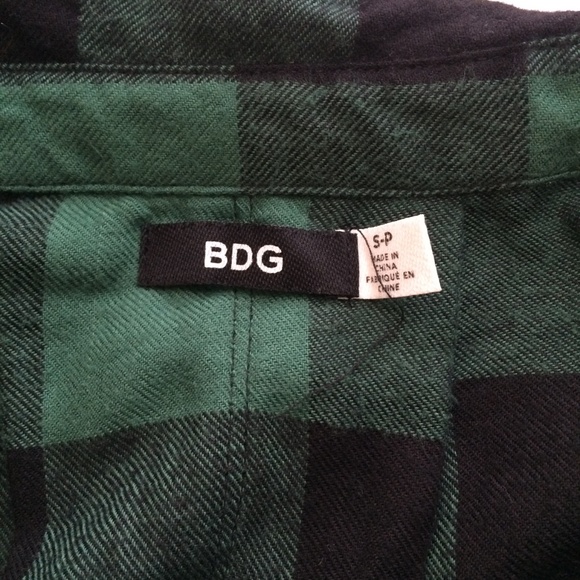 BDG
S-P
MADE IN
CHINA
FABRIQUÉ EN
CHINE